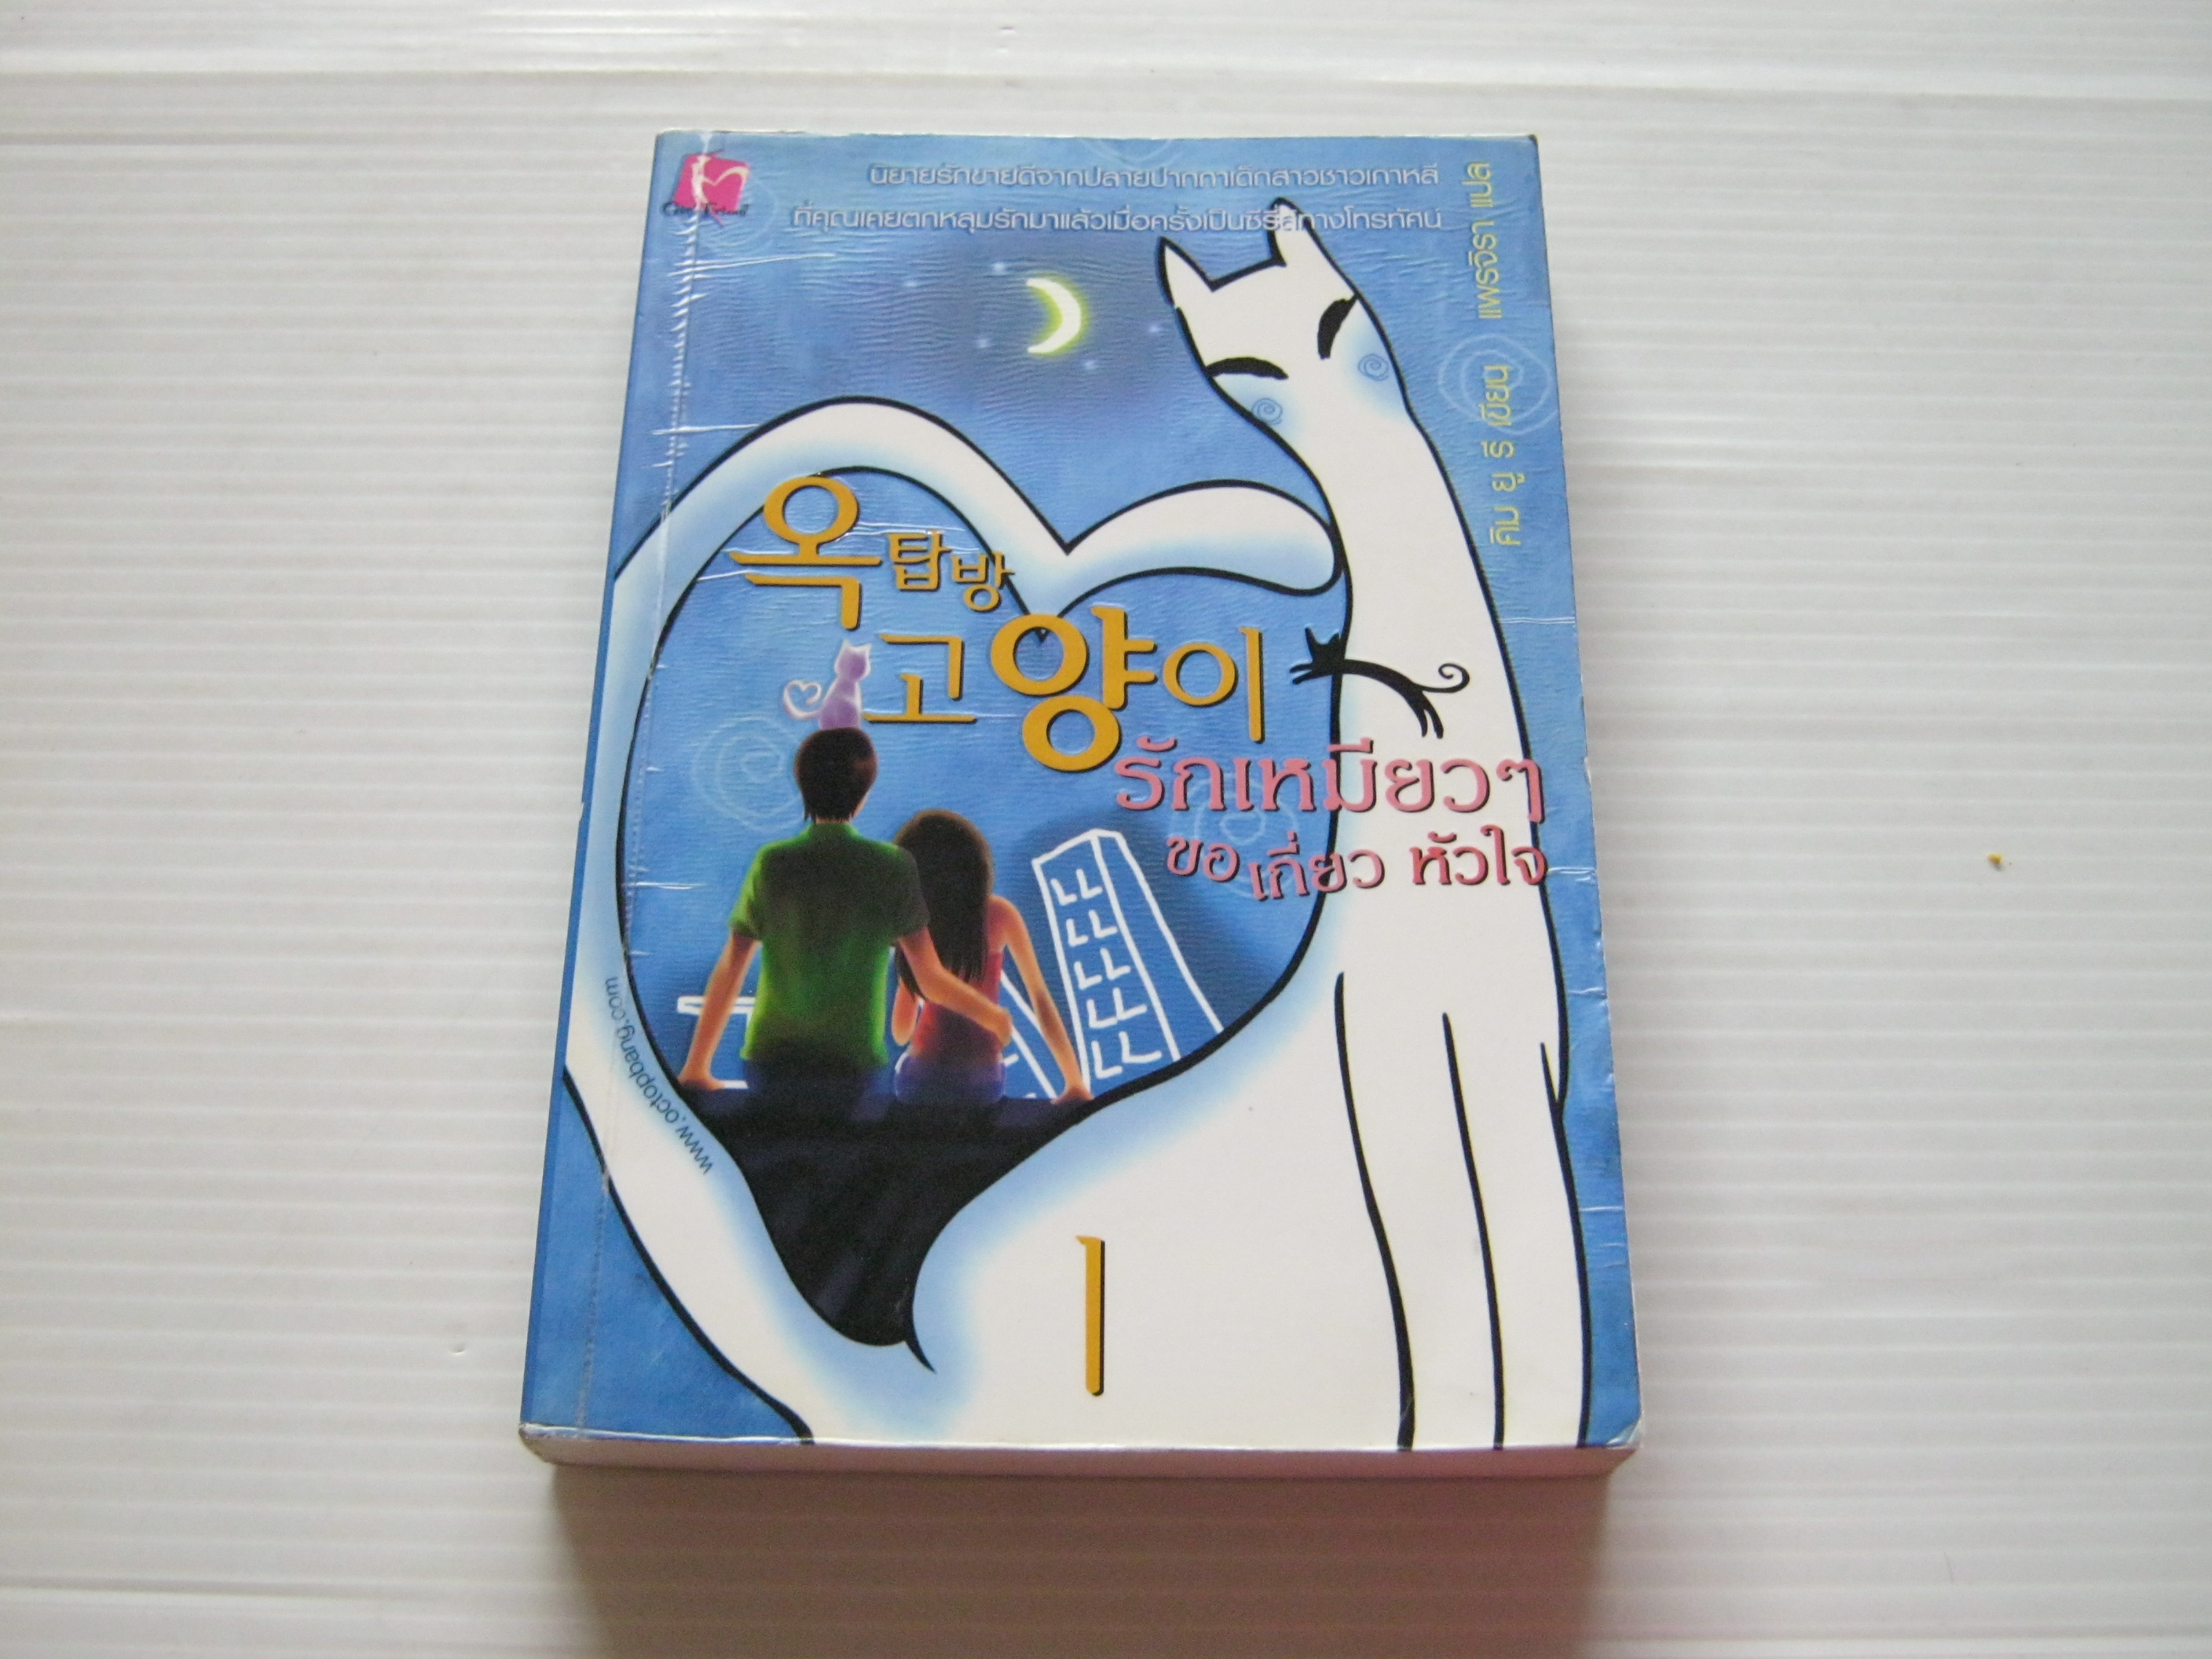 นิยายรักขายดีจากปลายปากกาเด็กสาวชาวเกาหลี
ที่คุณเคยตกหลุมรักมาแล้วเมื่อครั้งเป็นซีรี่ส์ทางโทรทัศน์
คิม ยู รี เขียน แพรจิรา แปล
옥탑방
고양이
รักเหมียวๆ
ขอเกี่ยวหัวใจ
www.octopbang.com
1